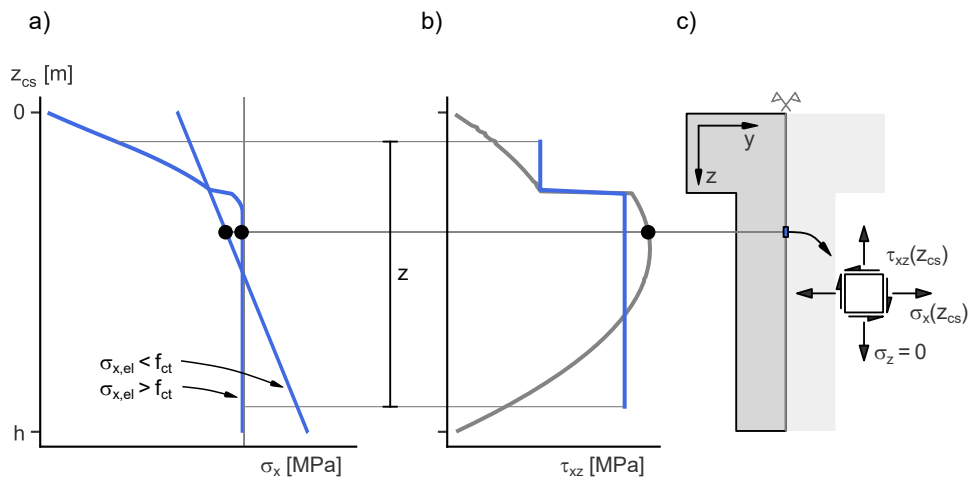 a)
b)
c)
z_cs [m]
0
y
z
z
τ_xz(z_cs)
σ_x(z_cs)
σ_z = 0
σ_x,el < f_ct
σ_x,el > f_ct
h
σ_x [MPa]
τ_xz [MPa]